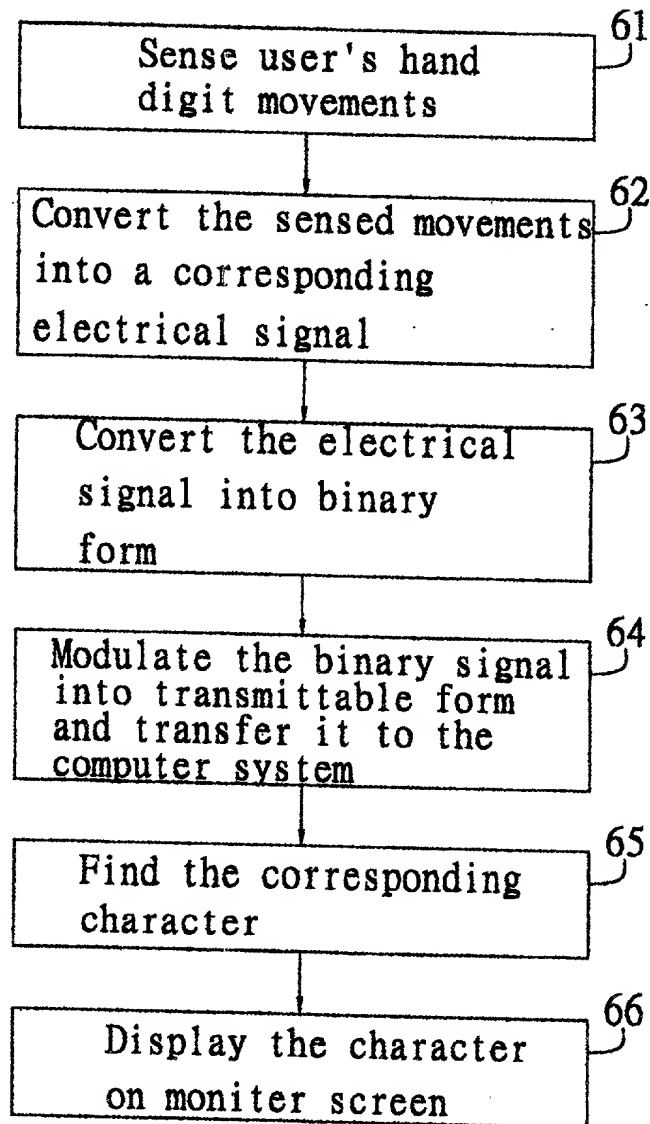 61
Sense user's hand
digit movements
62
Convert the sensed movements
into a corresponding
electrical signal
63
Convert the electrical
signal into binary
form
64
Modulate the binary signal
into transmittable form
and transfer it to the
computer system
65
Find the corresponding
character
66
Display the character
on moniter screen